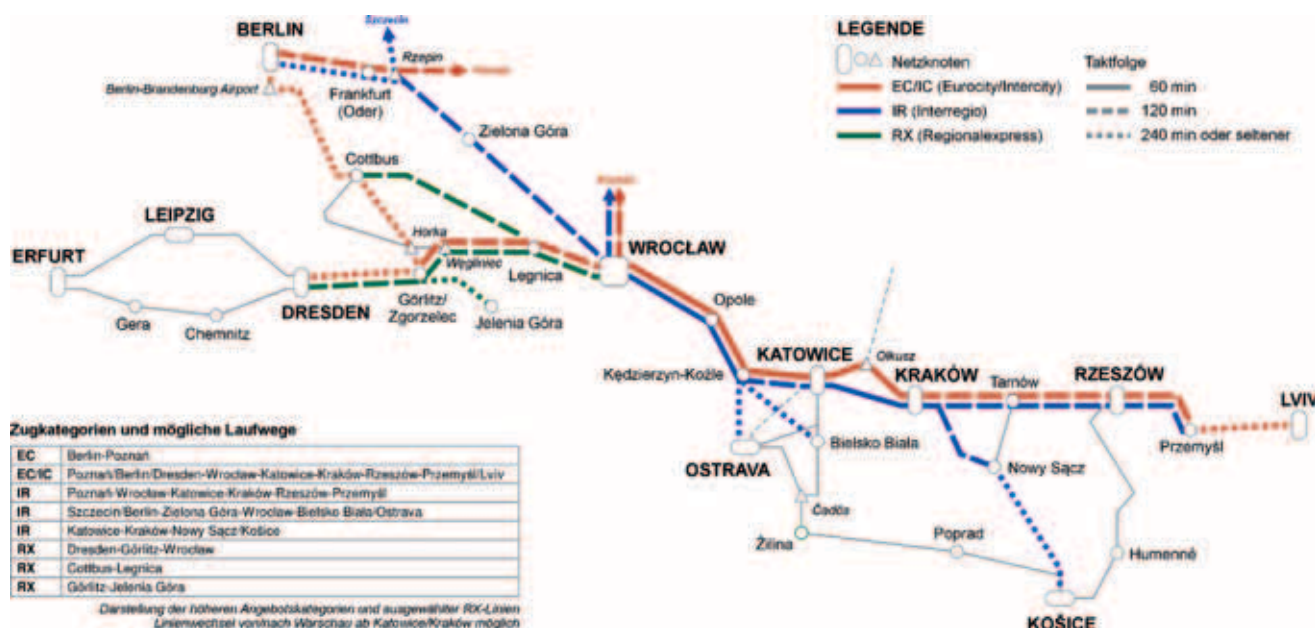 Szczecin
BERLIN
Rzepin
Berlin-Brandenburg Airport
Frankfurt
(Oder)
Zielona Góra
Cottbus
LEIPZIG
Horka
ERFURT
Węgliniec
Legnica
WROCŁAW
DRESDEN
Görlitz/
Zgorzelec
Jelenia Góra
Gera
Chemnitz
Opole
KATOWICE
Olkusz
Kędzierzyn-Koźle
KRAKÓW
Tarnów
RZESZÓW
LVIV
Przemyśl
OSTRAVA
Bielsko Biała
Nowy Sącz
Čadca
Žilina
Poprad
Humenné
KOŠICE
LEGENDE
Netzknoten
EC/IC (Eurocity/Intercity)
IR (Interregio)
RX (Regionalexpress)
Taktfolge
60 min
120 min
240 min oder seltener
Zugkategorien und mögliche Laufwege
EC Berlin-Poznań
EC/IC Poznań/Berlin/Dresden-Wrocław-Katowice-Kraków-Rzeszów-Przemyśl/Lviv
IR Poznań-Wrocław-Katowice-Kraków-Rzeszów-Przemyśl
IR Szczecin/Berlin-Zielona Góra-Wrocław-Bielsko Biała/Ostrava
IR Katowice-Kraków-Nowy Sącz/Košice
RX Dresden-Görlitz-Wrocław
RX Cottbus-Legnica
RX Görlitz-Jelenia Góra
Darstellung der höheren Angebotskategorien und ausgewählter RX-Linien
Linienwechsel von/nach Warschau ab Katowice/Kraków möglich